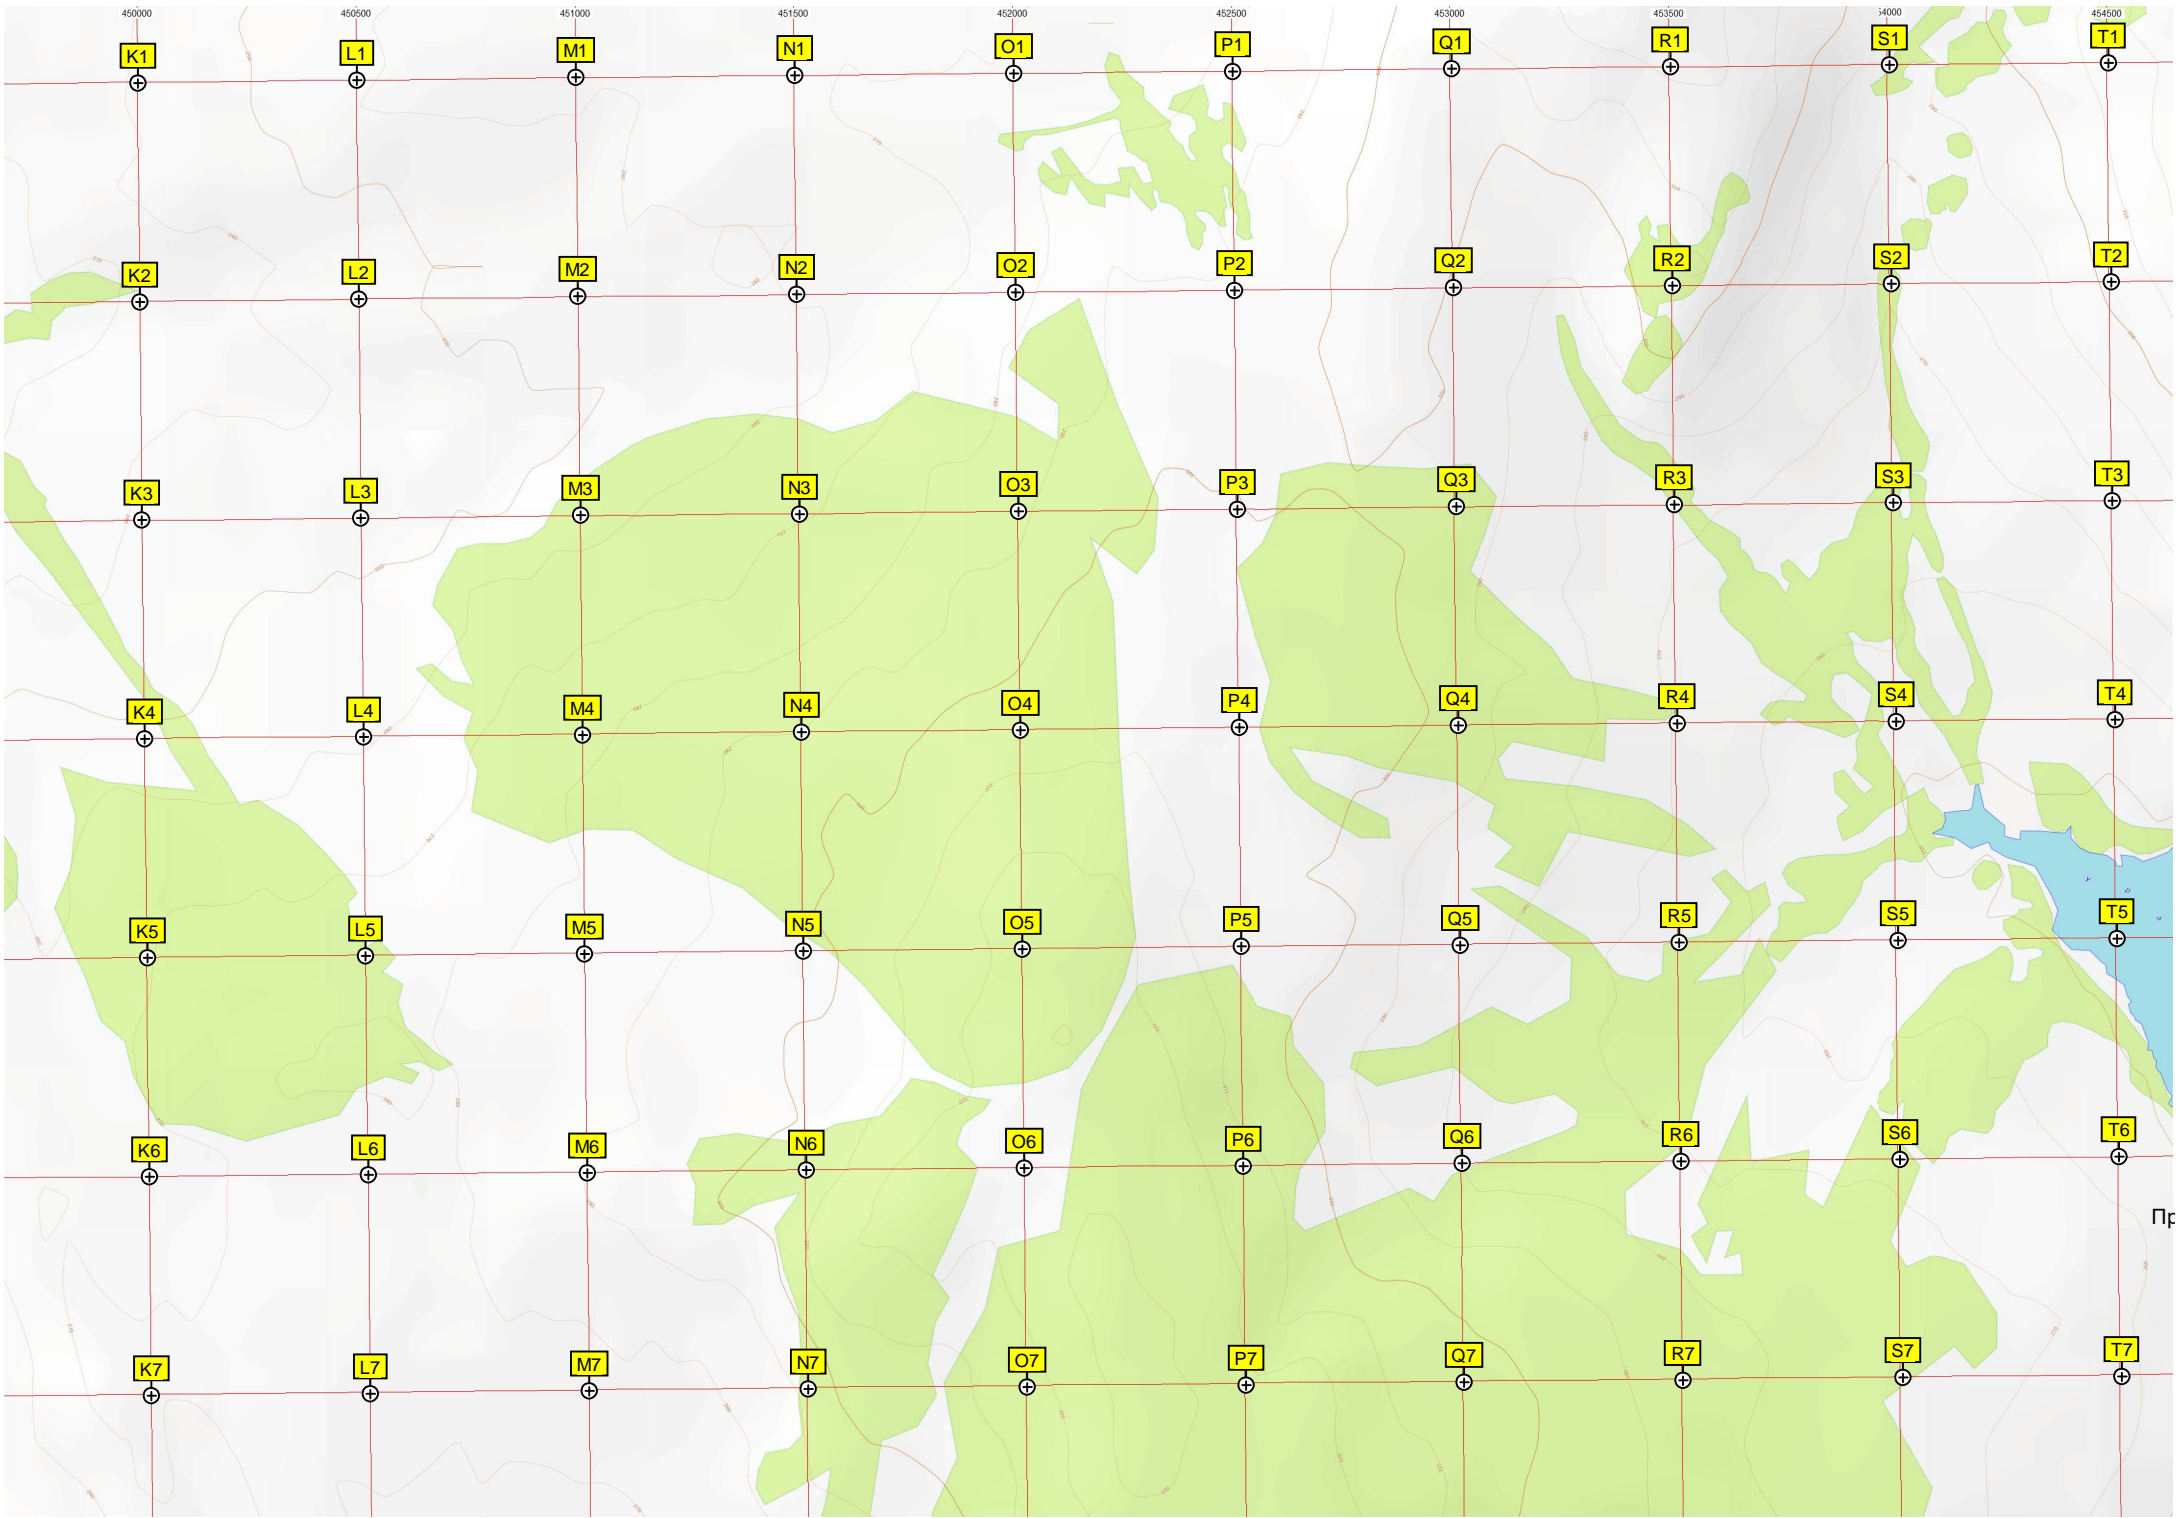 450000 450500 451000 451500 452000 452500 453000 453500 54000 454500
K1 L1 M1 N1 O1 P1 Q1 R1 S1 T1
K2 L2 M2 N2 O2 P2 Q2 R2 S2 T2
K3 L3 M3 N3 O3 P3 Q3 R3 S3 T3
K4 L4 M4 N4 O4 P4 Q4 R4 S4 T4
K5 L5 M5 N5 O5 P5 Q5 R5 S5 T5
K6 L6 M6 N6 O6 P6 Q6 R6 S6 T6
Пр
K7 L7 M7 N7 O7 P7 Q7 R7 S7 T7